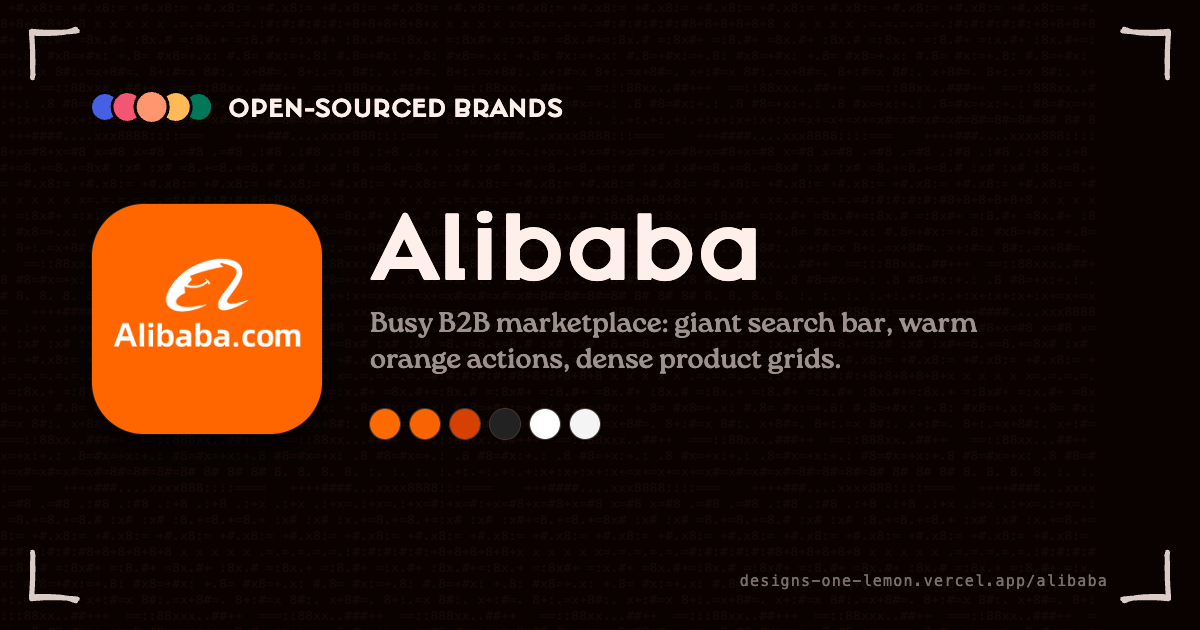 OPEN-SOURCED BRANDS
Alibaba.com
Alibaba
Busy B2B marketplace: giant search bar, warm
orange actions, dense product grids.
designs-one-lemon.vercel.app/alibaba